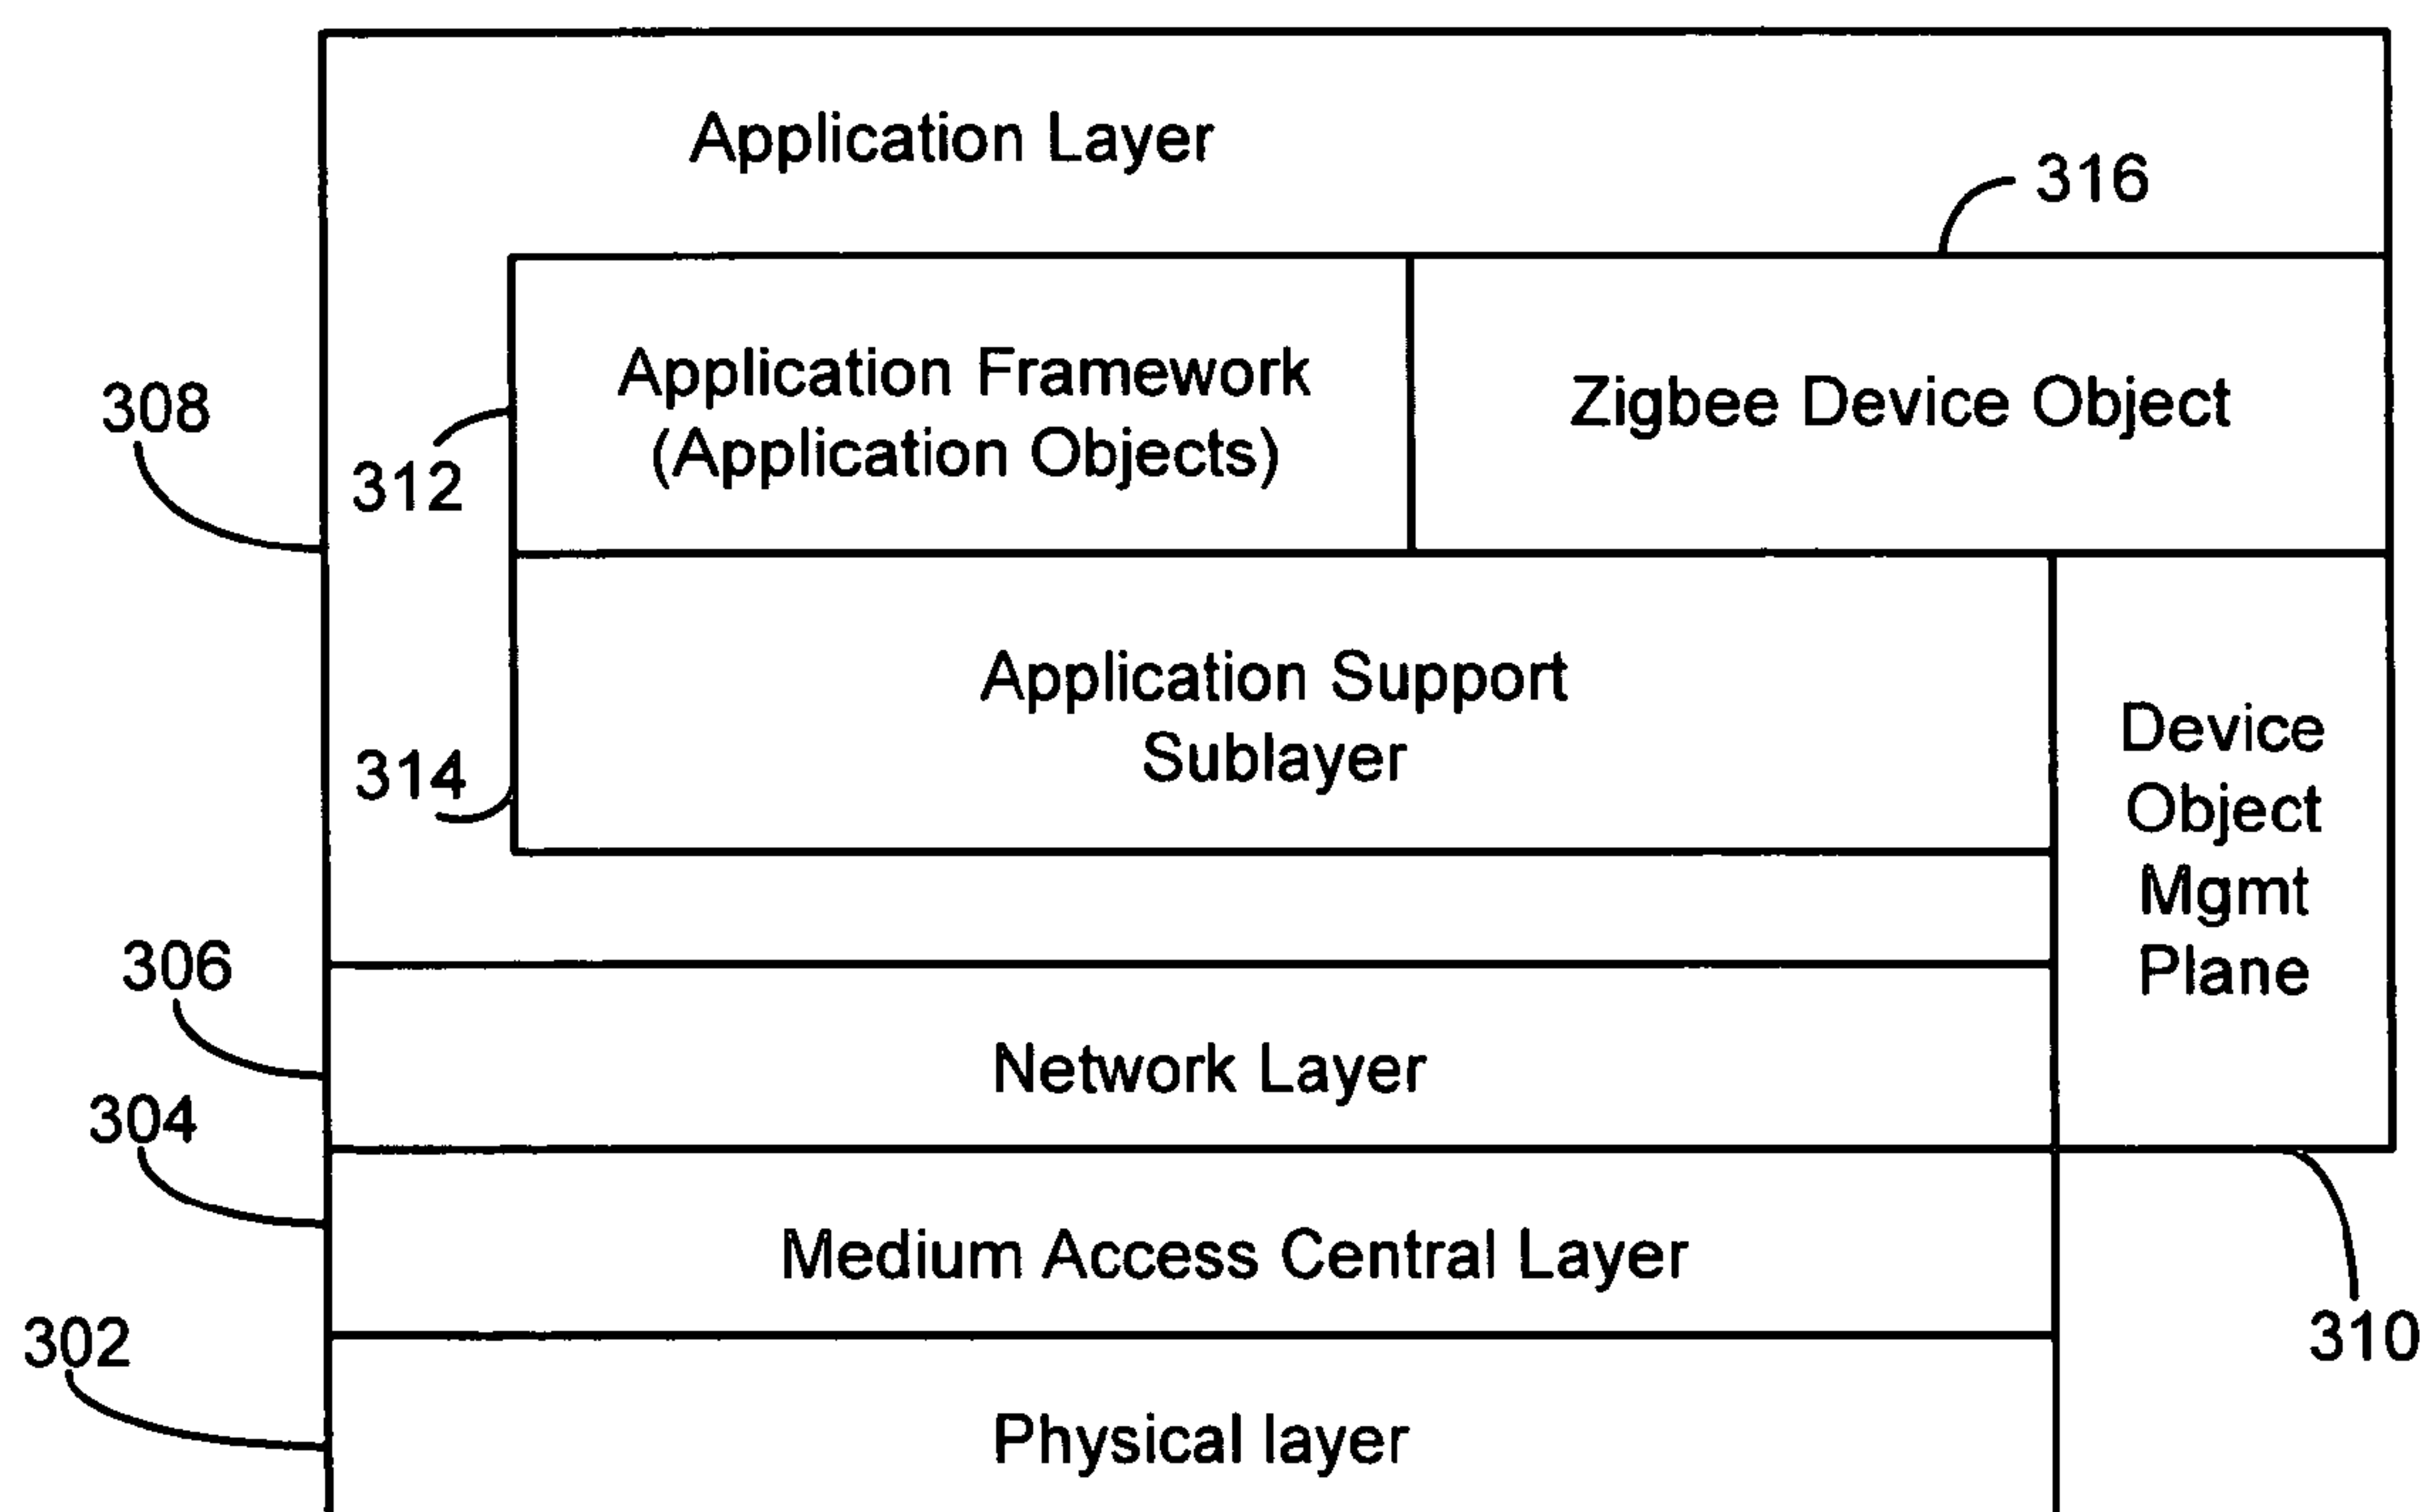 Application Layer
316
Application Framework
(Application Objects)
Zigbee Device Object
308
312
Application Support
Sublayer
314
Device
Object
Mgmt
Plane
306
Network Layer
304
Medium Access Central Layer
302
310
Physical layer